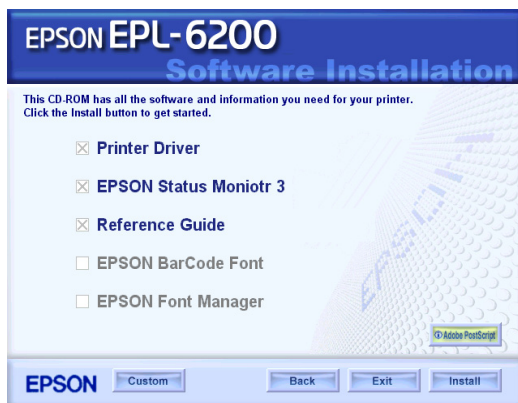 EPSON EPL-6200
Software Installation
This CD-ROM has all the software and information you need for your printer.
Click the Install button to get started.
Printer Driver
EPSON Status Moniotr 3
Reference Guide
EPSON BarCode Font
EPSON Font Manager
EPSON
Adobe PostScript
EPSON
Custom
Back
Exit
Install